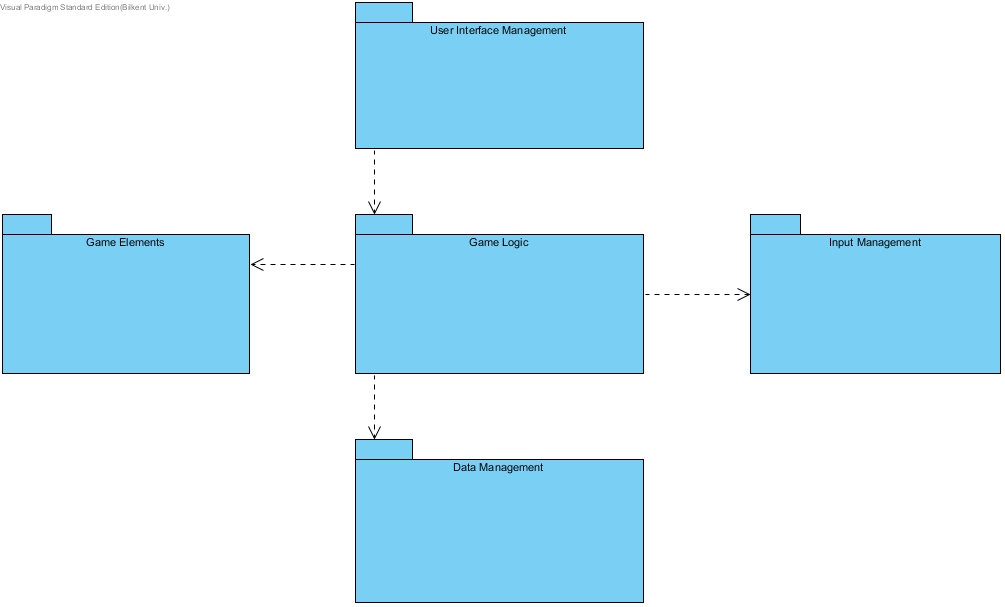 Visual Paradigm Standard Edition(Bilkent Univ.)
User Interface Management
Game Elements
Game Logic
Input Management
Data Management